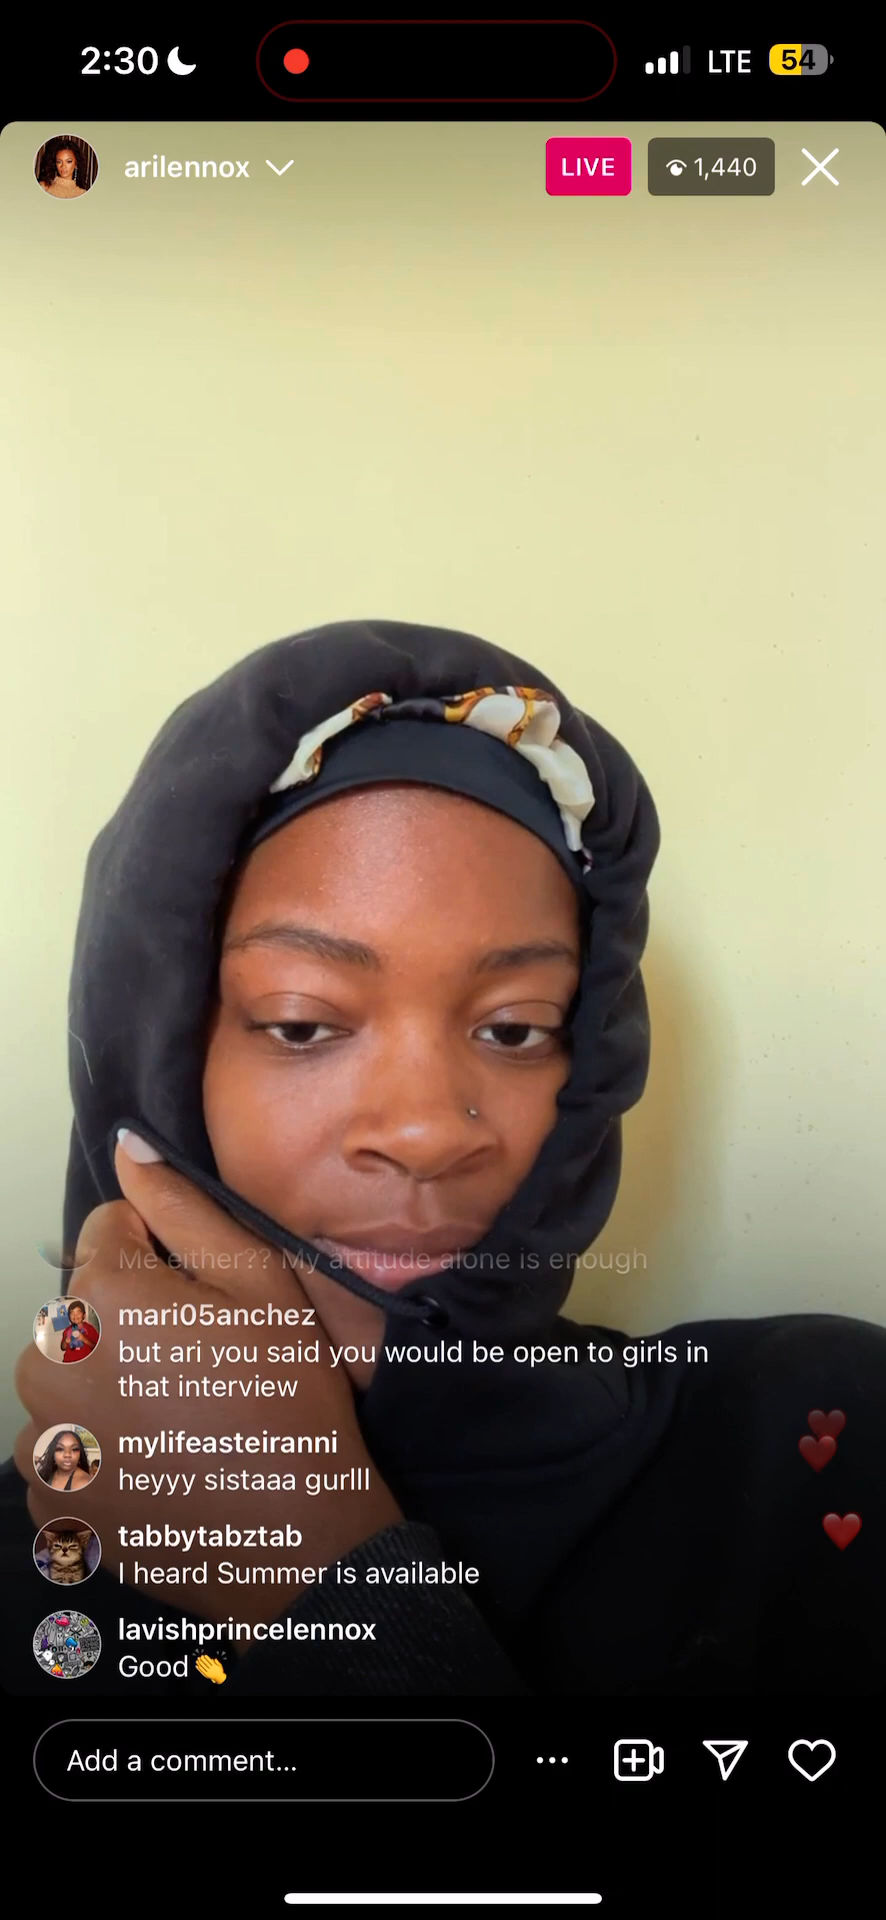 2:30
LTE
54
arilennox
LIVE
1,440
Me either?? My attitude alone is enough
mari05anchez
but ari you said you would be open to girls in
that interview
mylifeasteiranni
heyyy sistaaa gurlll
tabbytabztab
I heard Summer is available
lavishprincelennox
Good👏
Add a comment...